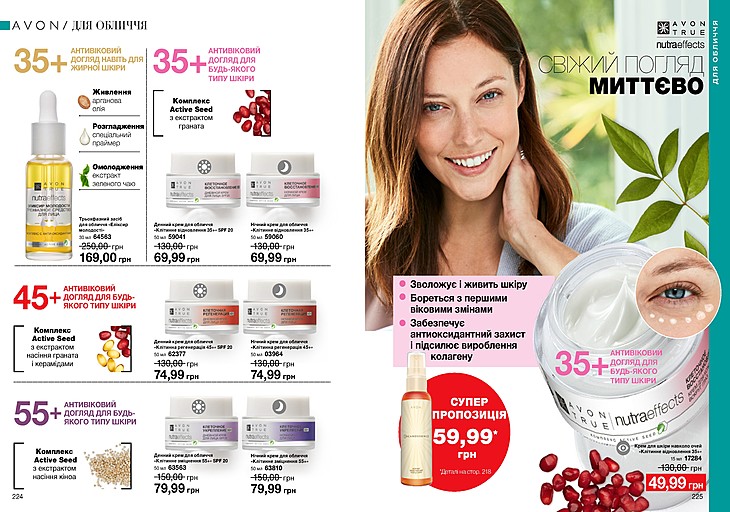 AVON / ДЛЯ ОБЛИЧЧЯ
35+ АНТИВІКОВИЙ
ДОГЛЯД НАВІТЬ ДЛЯ
ЖИРНОЇ ШКІРИ
Живлення
арганова
олія
Розгладження
спеціальний
праймер
Омолодження
екстракт
зеленого чаю
AVON
TRUE
nutraeffects
Трьохфазний засіб
для обличчя «Еліксир
молодості»
30 мл 64563
250,00 грн
169,00 грн
35+ АНТИВІКОВИЙ
ДОГЛЯД ДЛЯ
БУДЬ-ЯКОГО
ТИПУ ШКІРИ
Комплекс
Active Seed
з екстрактом
граната
Денний крем для обличчя
«Клітинне відновлення 35+» SPF 20
50 мл 59041
130,00 грн
69,99 грн
Нічний крем для обличчя
«Клітинне відновлення 35+»
50 мл 59060
130,00 грн
69,99 грн
45+ АНТИВІКОВИЙ
ДОГЛЯД ДЛЯ БУДЬ-
ЯКОГО ТИПУ ШКІРИ
Комплекс
Active Seed
з екстрактом
насіння граната
і керамідами
Денний крем для обличчя
«Клітинна регенерація 45+» SPF 20
50 мл 62377
130,00 грн
74,99 грн
Нічний крем для обличчя
«Клітинна регенерація 45+»
50 мл 03964
130,00 грн
74,99 грн
55+ АНТИВІКОВИЙ
ДОГЛЯД ДЛЯ БУДЬ-
ЯКОГО ТИПУ ШКІРИ
Комплекс
Active Seed
з екстрактом
насіння кіноа
Денний крем для обличчя
«Клітинне зміцнення 55+» SPF 20
50 мл 63563
150,00 грн
79,99 грн
Нічний крем для обличчя
«Клітинне зміцнення 55+»
50 мл 63810
150,00 грн
79,99 грн
224
AVON
TRUE
nutraeffects
ДЛЯ ОБЛИЧЧЯ
СВІЖИЙ ПОГЛЯД
МИТТЄВО
• Зволожує і живить шкіру
• Бореться з першими
віковими змінами
• Забезпечує
антиоксидантний захист
і підсилює вироблення
колагену
35+ АНТИВІКОВИЙ
ДОГЛЯД ДЛЯ
БУДЬ-ЯКОГО
ТИПУ ШКІРИ
СУПЕР
ПРОПОЗИЦІЯ
59,99*
грн
*Деталі на стор. 218.
AVON
TRUE
nutraeffects
Крем для шкіри навколо очей
«Клітинне відновлення 35+»
15 мл 17284
130,00 грн
49,99 грн
225